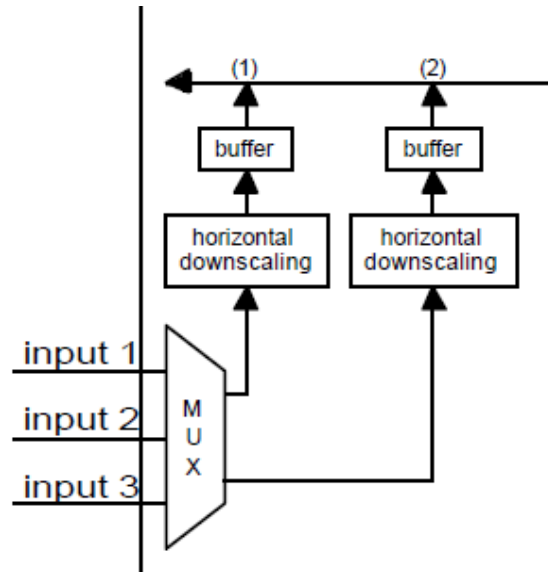 (1)
(2)
buffer
buffer
horizontal
downscaling
horizontal
downscaling
input 1
input 2
input 3
M
U
X